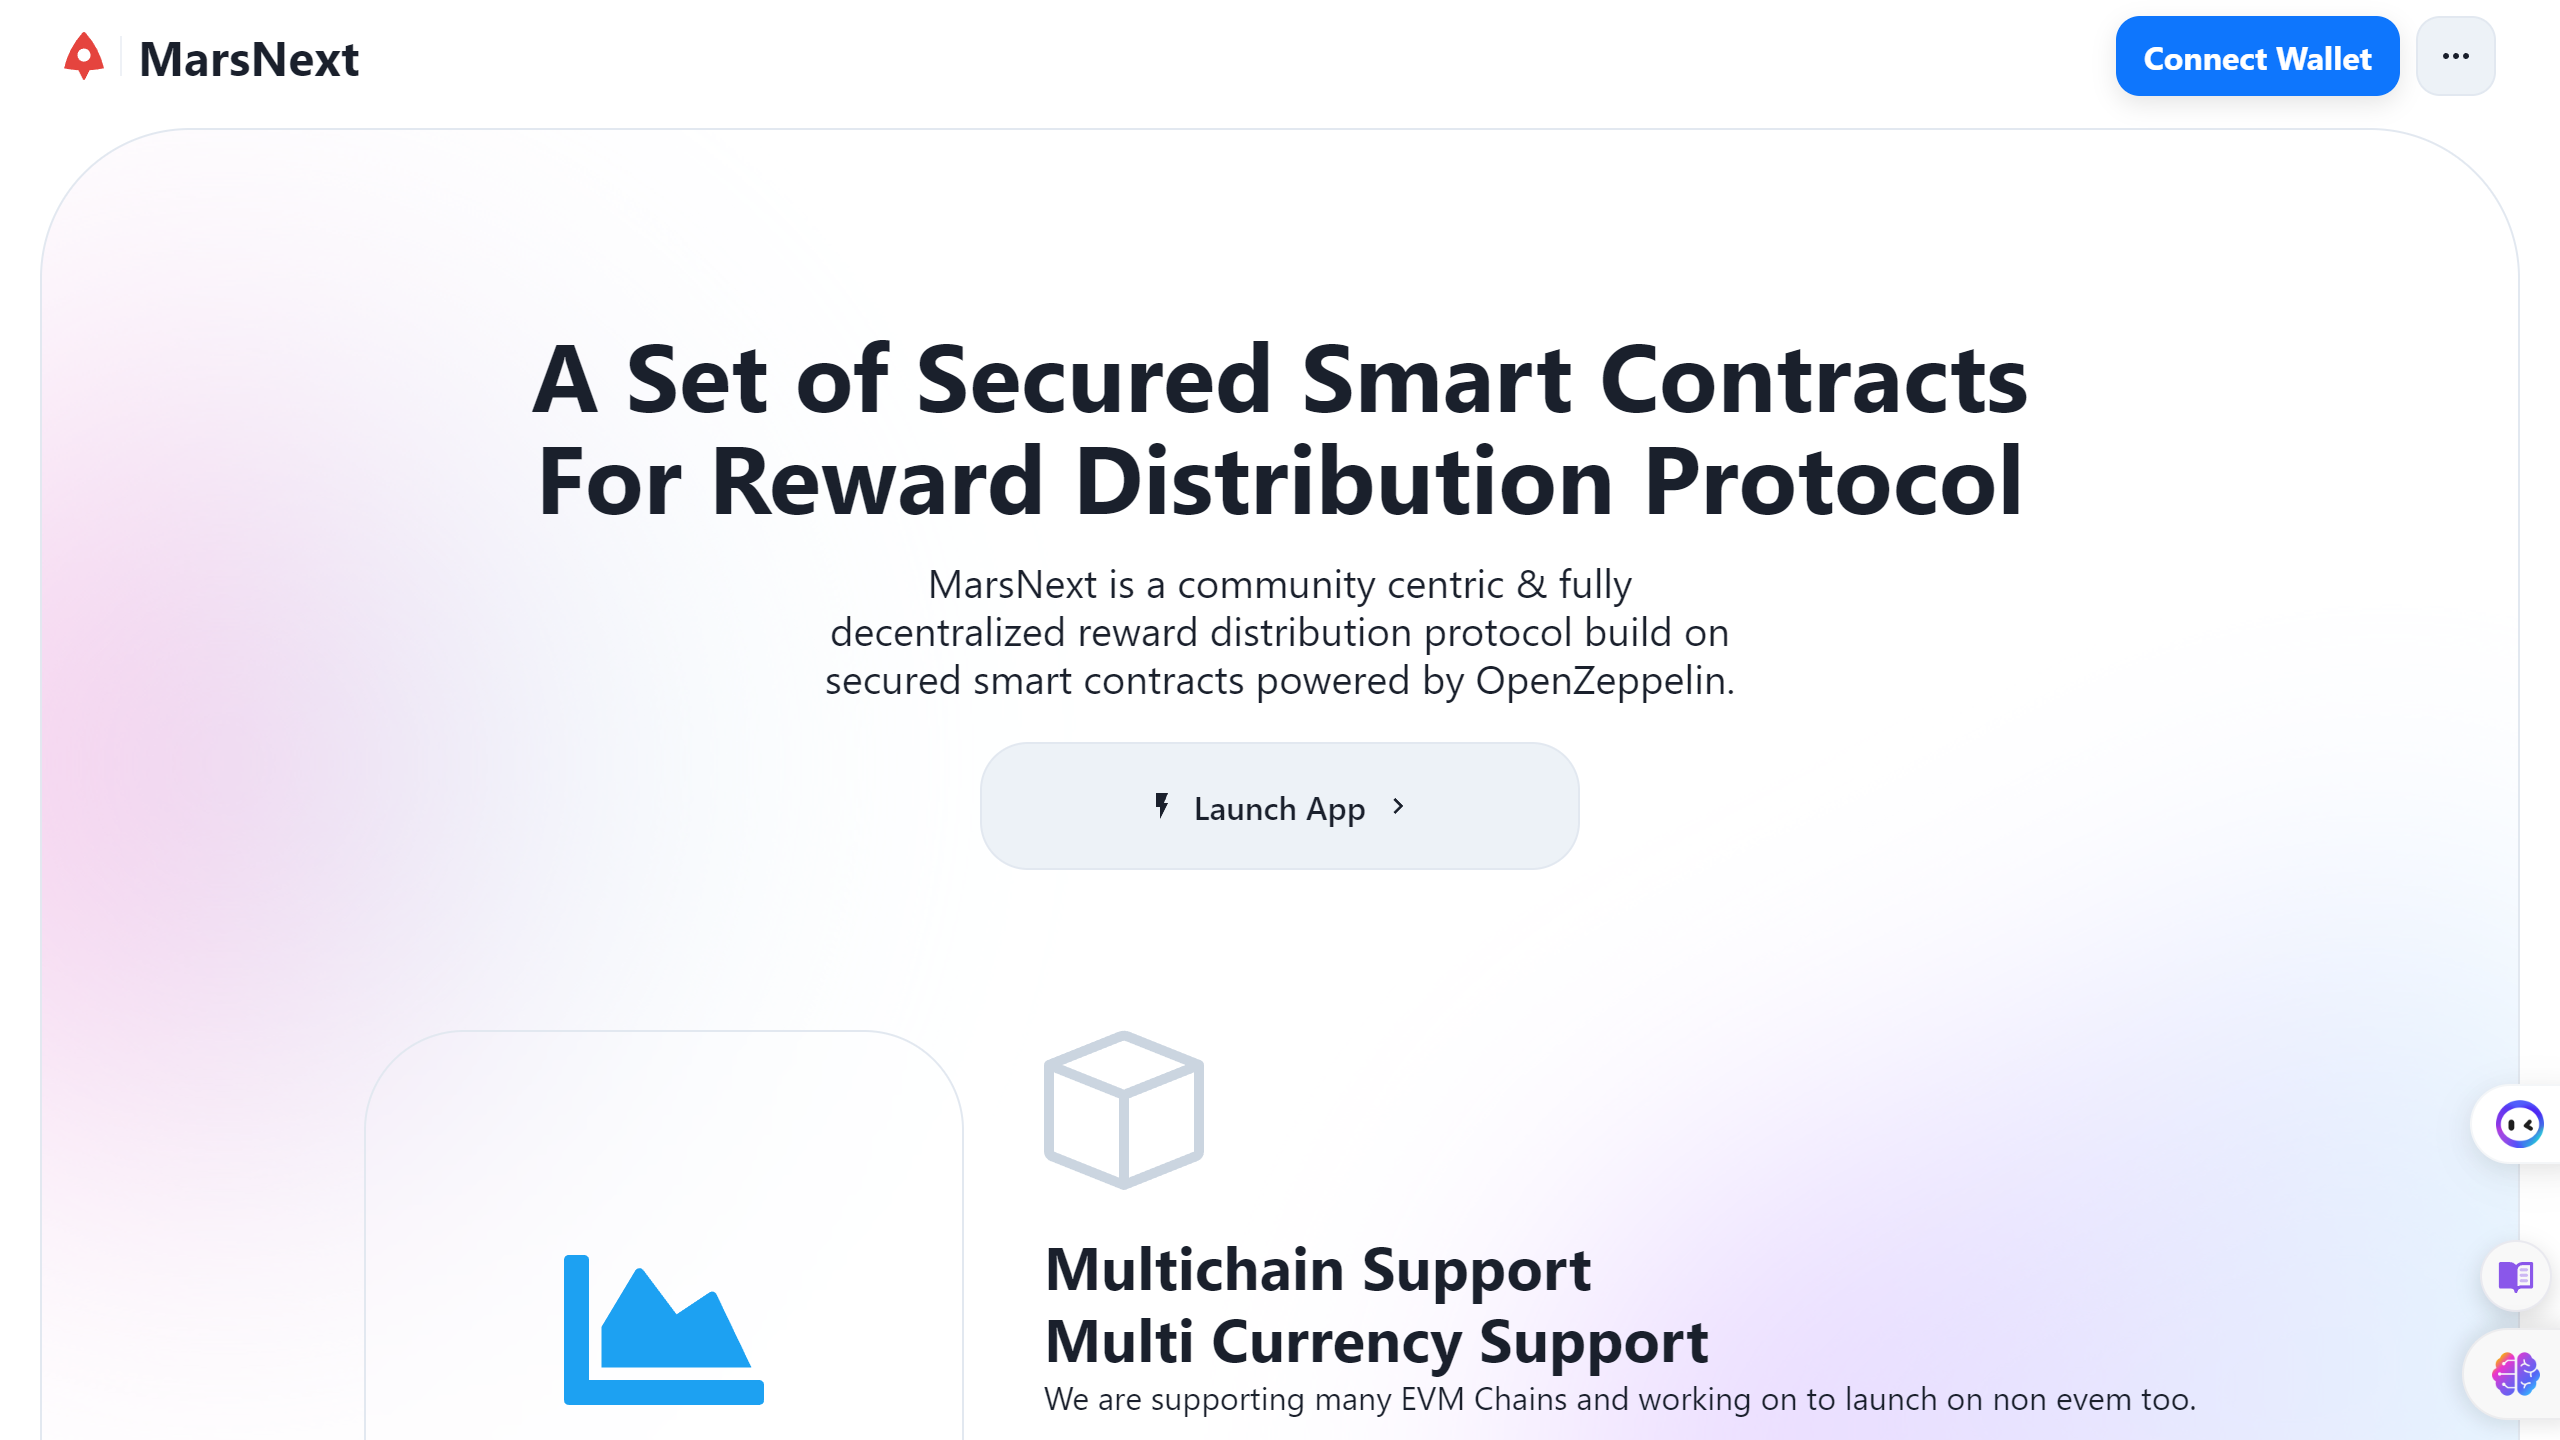 MarsNext
Connect Wallet
A Set of Secured Smart Contracts
For Reward Distribution Protocol
MarsNext is a community centric & fully
decentralized reward distribution protocol build on
secured smart contracts powered by OpenZeppelin.
Launch App
Multichain Support
Multi Currency Support
We are supporting many EVM Chains and working on to launch on non evem too.